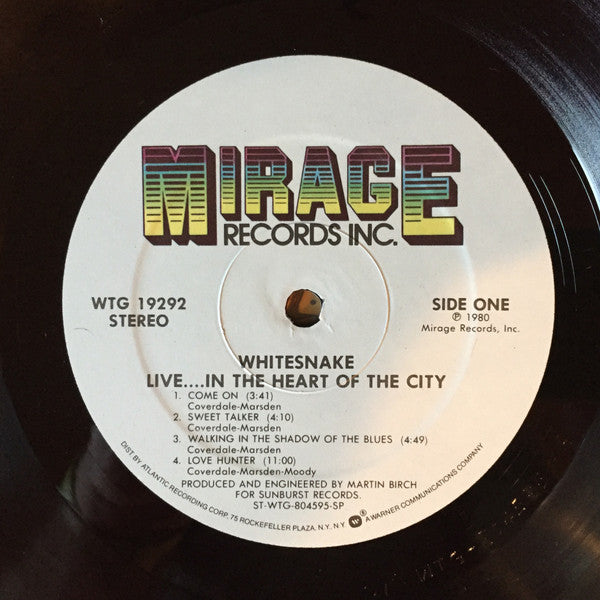 MIRAGE
RECORDS INC.
WTG 19292
STEREO
SIDE ONE
℗ 1980
Mirage Records, Inc.
WHITESNAKE
LIVE....IN THE HEART OF THE CITY
1. COME ON (3:41)
Coverdale-Marsden
2. SWEET TALKER (4:10)
Coverdale-Marsden
3. WALKING IN THE SHADOW OF THE BLUES (4:49)
Coverdale-Marsden
4. LOVE HUNTER (11:00)
Coverdale-Marsden-Moody
PRODUCED AND ENGINEERED BY MARTIN BIRCH
FOR SUNBURST RECORDS.
ST-WTG-804595-SP
DIST. BY ATLANTIC RECORDING CORP. 75 ROCKEFELLER PLAZA, N.Y., N.Y. W ® A WARNER COMMUNICATIONS COMPANY